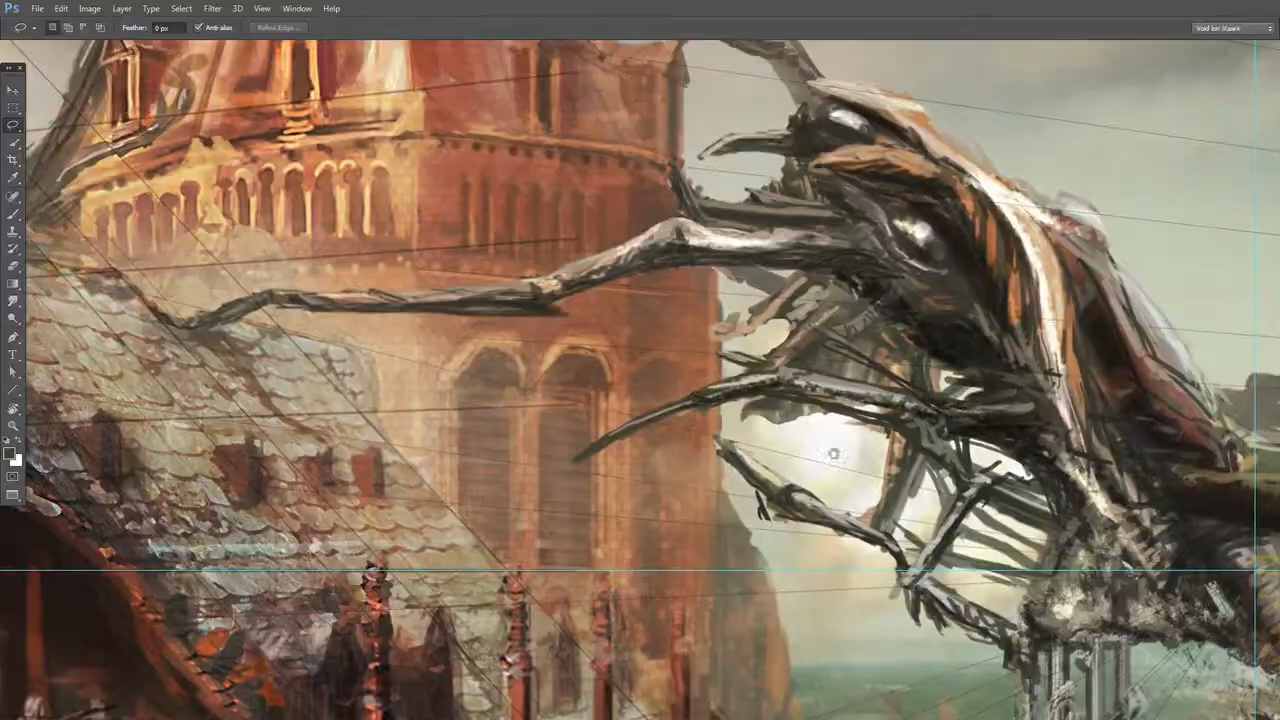 Ps File Edit Image Layer Type Select Filter 3D View Window Help
Feather: 0 px Anti-alias Refine Edge...